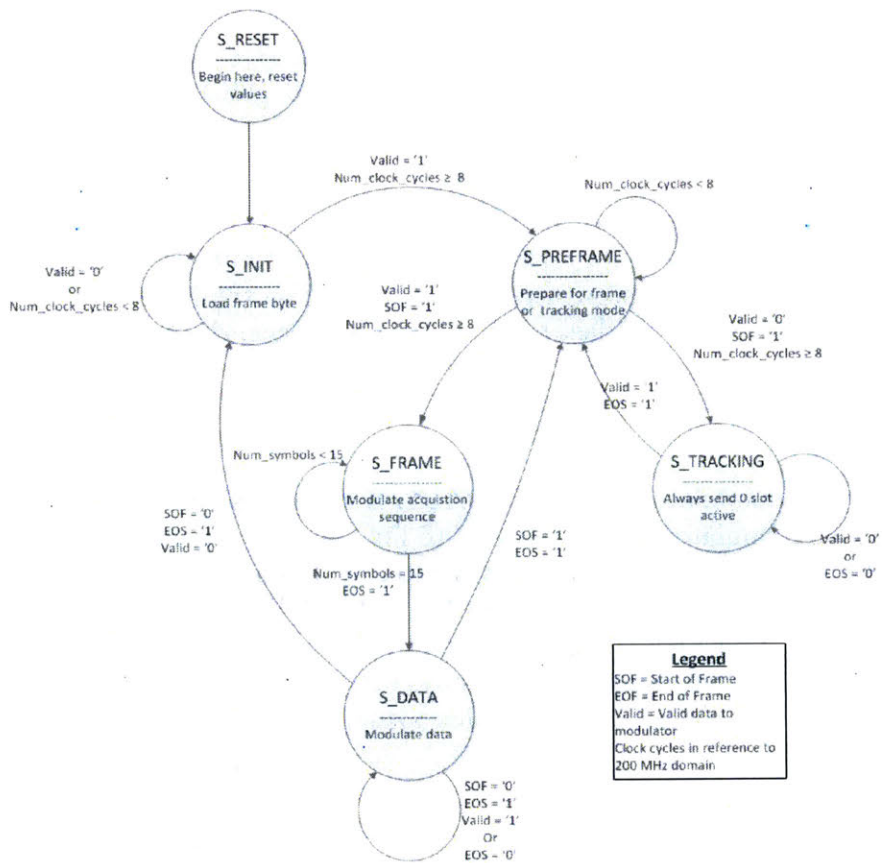 S_RESET
---------------
Begin here, reset
values
Valid = '1'
Num_clock_cycles ≥ 8
Num_clock_cycles < 8
S_INIT
---------------
Load frame byte
Valid = '0'
or
Num_clock_cycles < 8
S_PREFRAME
-----------------
Prepare for frame
or tracking mode
Valid = '1'
SOF = '1'
Num_clock_cycles ≥ 8
Valid = '0'
SOF = '1'
Num_clock_cycles ≥ 8
Valid = 1'
EOS = '1'
Num_symbols < 15
S_FRAME
---------------
Modulate acquistion
sequence
S_TRACKING
---------------
Always send 0 slot
active
Valid = '0'
or
EOS = '0'
SOF = '0'
EOS = '1'
Valid = '0'
SOF = '1'
EOS = '1'
Num_symbols = 15
EOS = '1'
S_DATA
-----------
Modulate data
SOF = '0'
EOS = '1'
Valid = '1'
Or
EOS = '0'
Legend
SOF = Start of Frame
EOF = End of Frame
Valid = Valid data to
modulator
Clock cycles in reference to
200 MHz domain